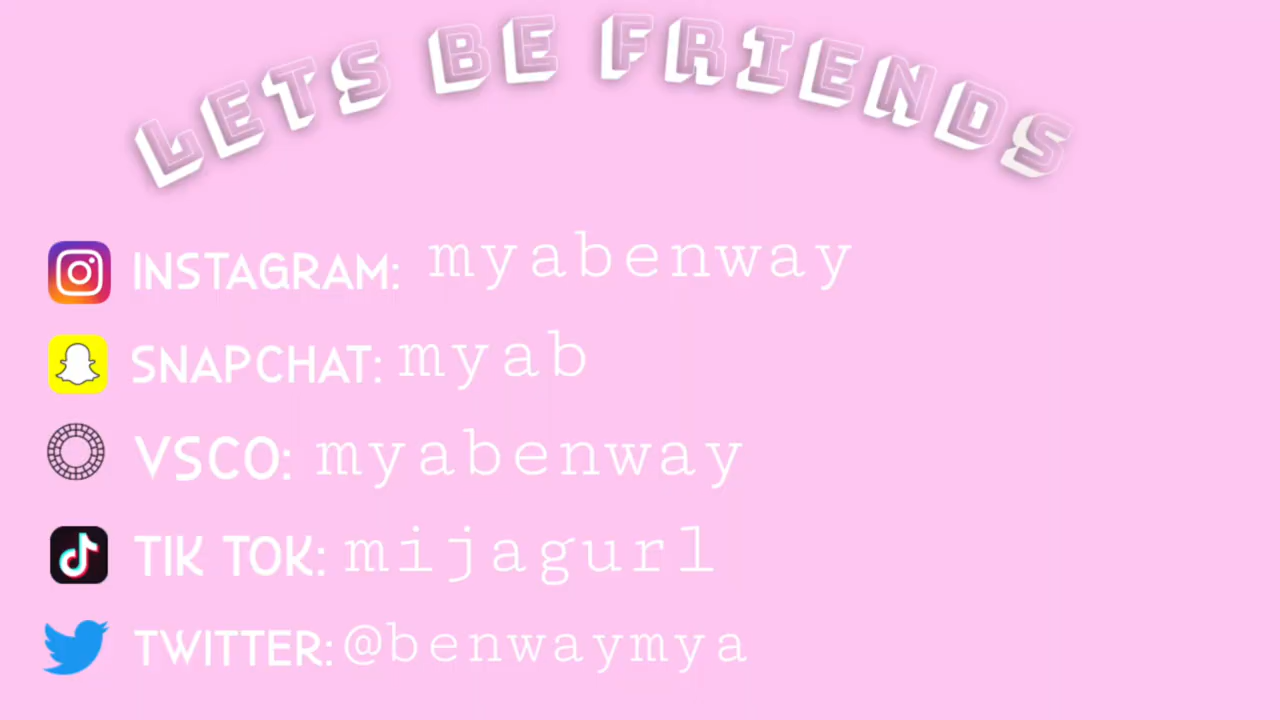 LETS BE FRIENDS
INSTAGRAM: myabenway
SNAPCHAT: myab
VSCO: myabenway
TIK TOK: mijagurl
TWITTER: @benwaymya